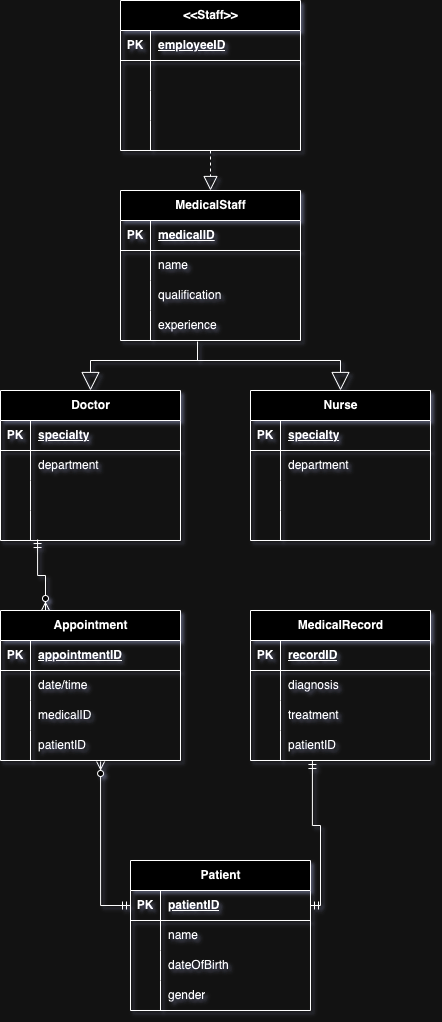 <<Staff>>
PK employeeID
MedicalStaff
PK medicalID
name
qualification
experience
Doctor
PK specialty
department
Nurse
PK specialty
department
Appointment
PK appointmentID
date/time
medicalID
patientID
MedicalRecord
PK recordID
diagnosis
treatment
patientID
Patient
PK patientID
name
dateOfBirth
gender